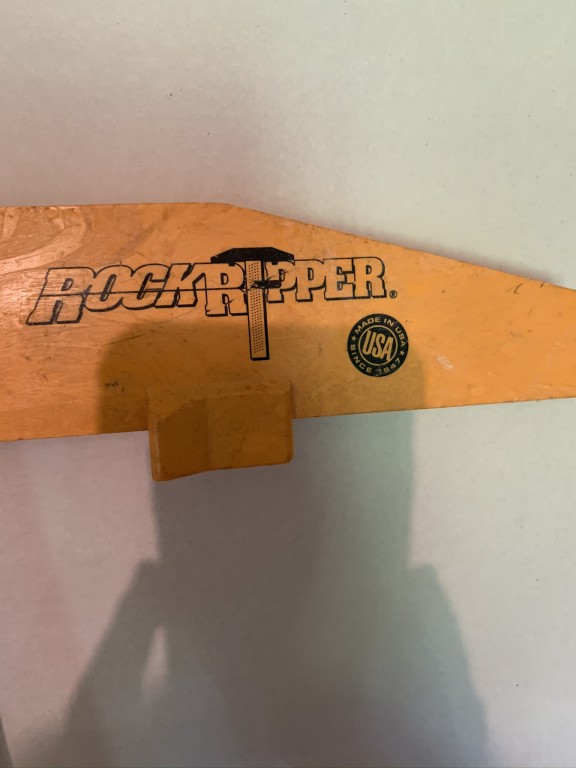 ROCKRIPPER®
MADE IN USA
USA
SINCE 1947